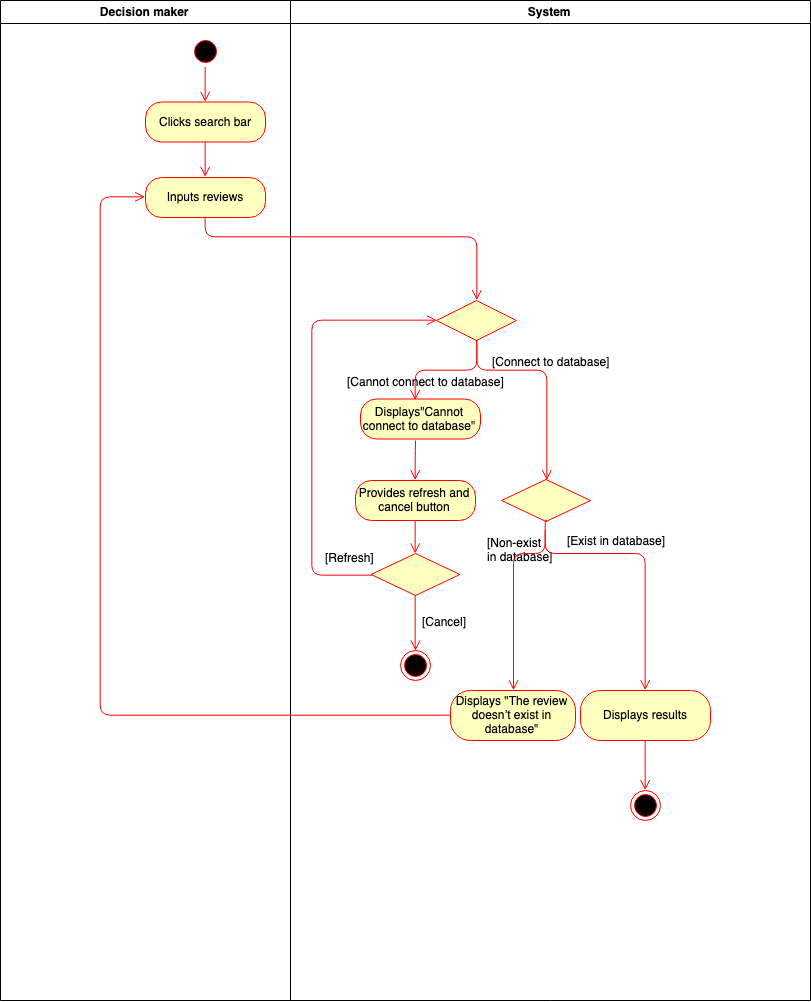 Decision maker
System
Clicks search bar
Inputs reviews
[Connect to database]
[Cannot connect to database]
Displays"Cannot
connect to database"
Provides refresh and
cancel button
[Non-exist
in database]
[Exist in database]
[Refresh]
[Cancel]
Displays "The review
doesn't exist in
database"
Displays results